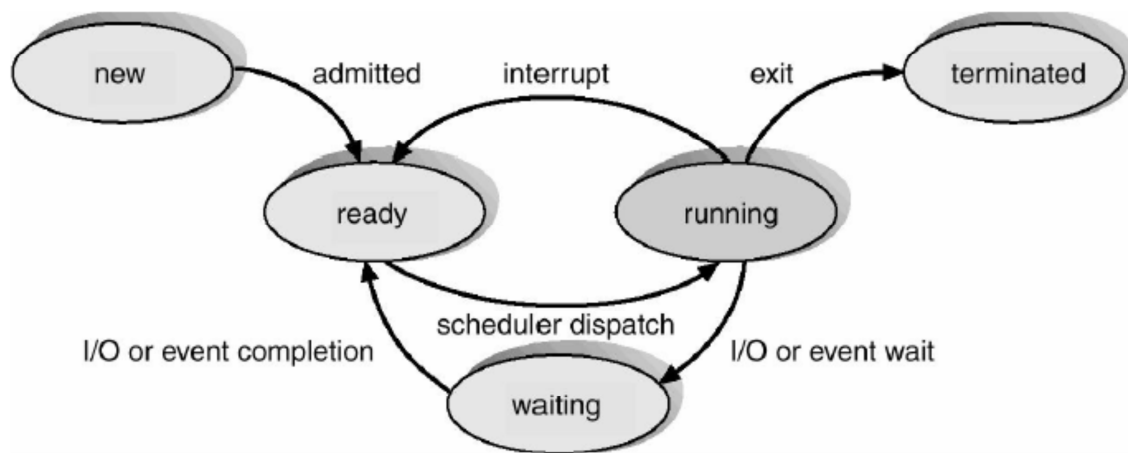 new
admitted
interrupt
exit
terminated
ready
running
scheduler dispatch
I/O or event completion
I/O or event wait
waiting